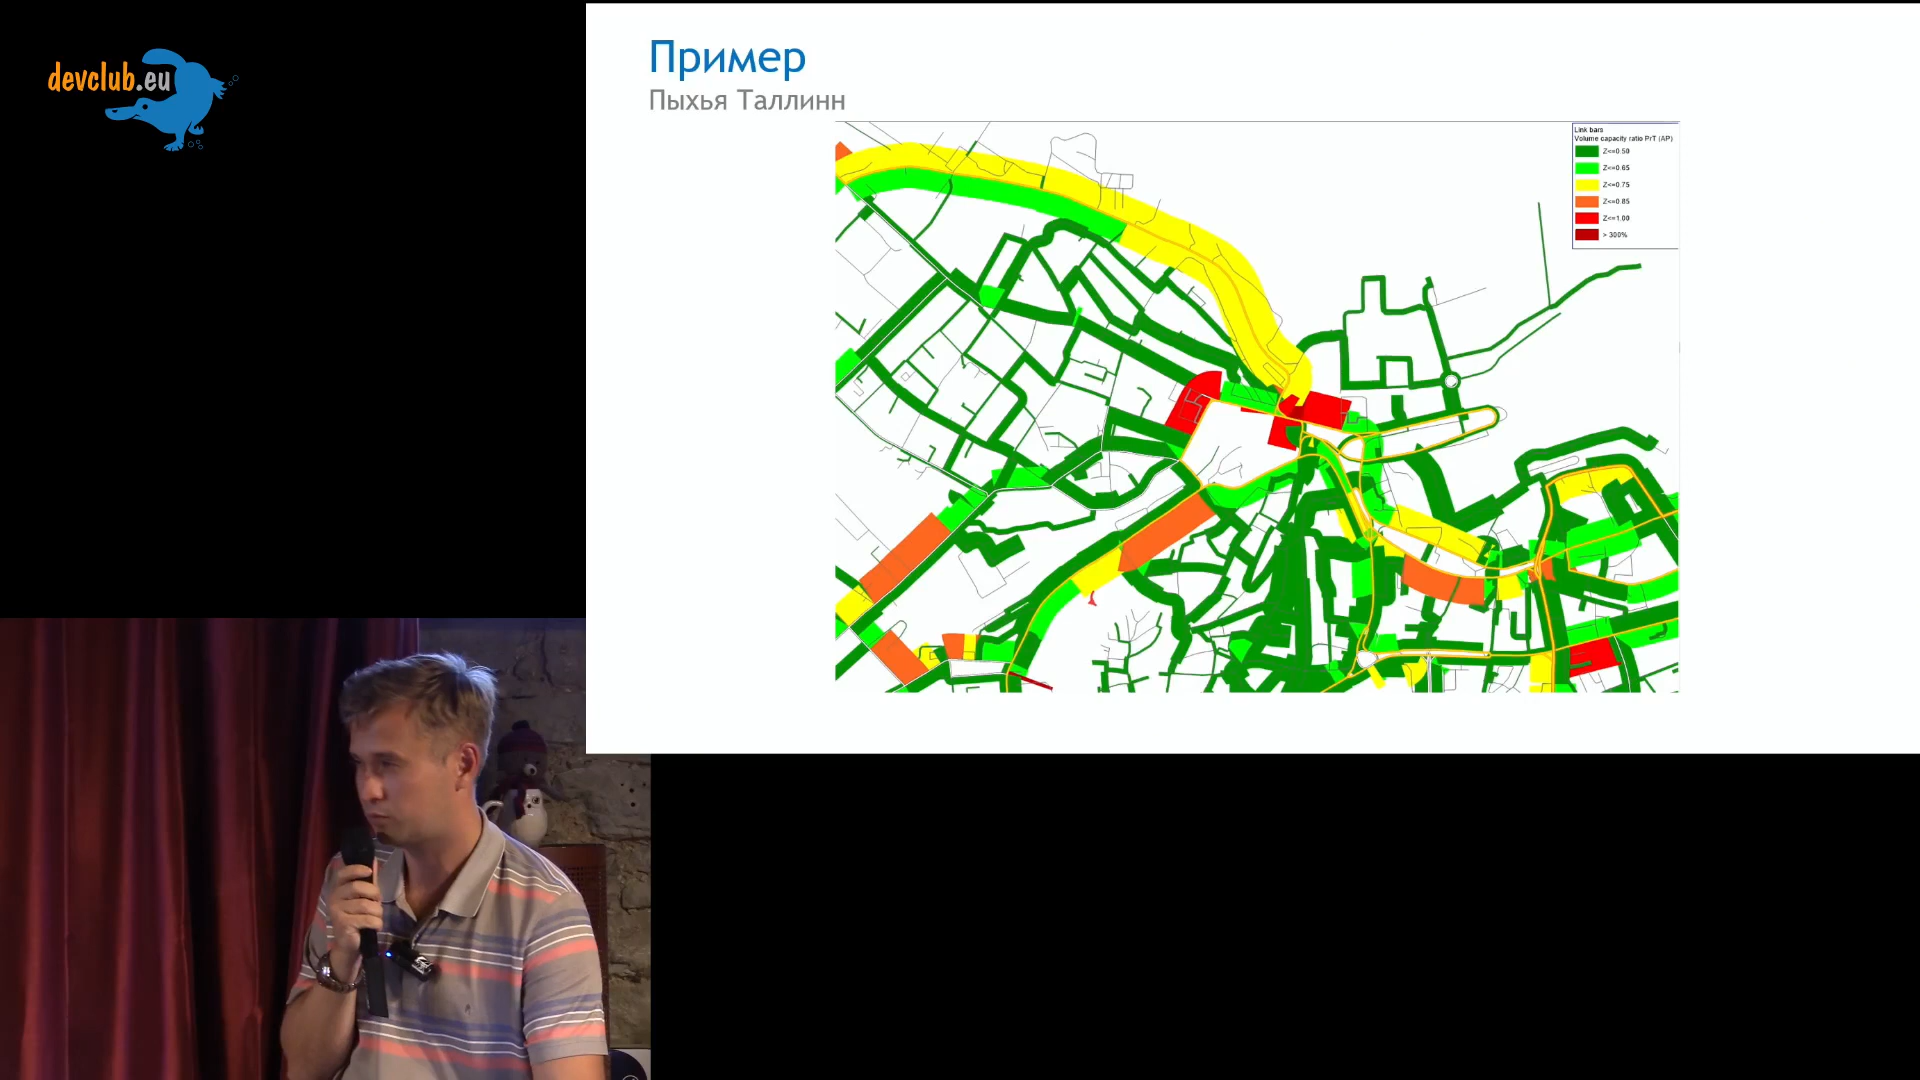 devclub.eu
Пример
Пыхья Таллинн
Link bars
Volume capacity ratio PrT (AP)
Z<=0.50
Z<=0.65
Z<=0.75
Z<=0.85
Z<=1.00
> 300%